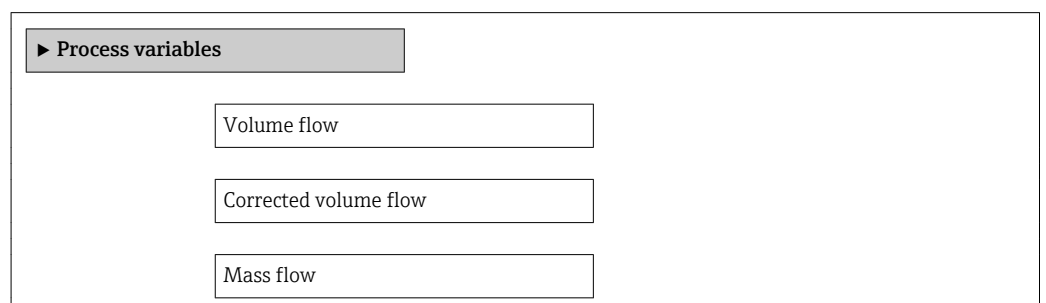 ▶ Process variables
Volume flow
Corrected volume flow
Mass flow